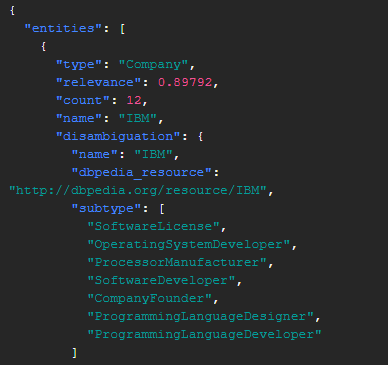 {
"entities": [
{
"type": "Company",
"relevance": 0.89792,
"count": 12,
"name": "IBM",
"disambiguation": {
"name": "IBM",
"dbpedia_resource":
"http://dbpedia.org/resource/IBM",
"subtype": [
"SoftwareLicense",
"OperatingSystemDeveloper",
"ProcessorManufacturer",
"SoftwareDeveloper",
"CompanyFounder",
"ProgrammingLanguageDesigner",
"ProgrammingLanguageDeveloper"
]